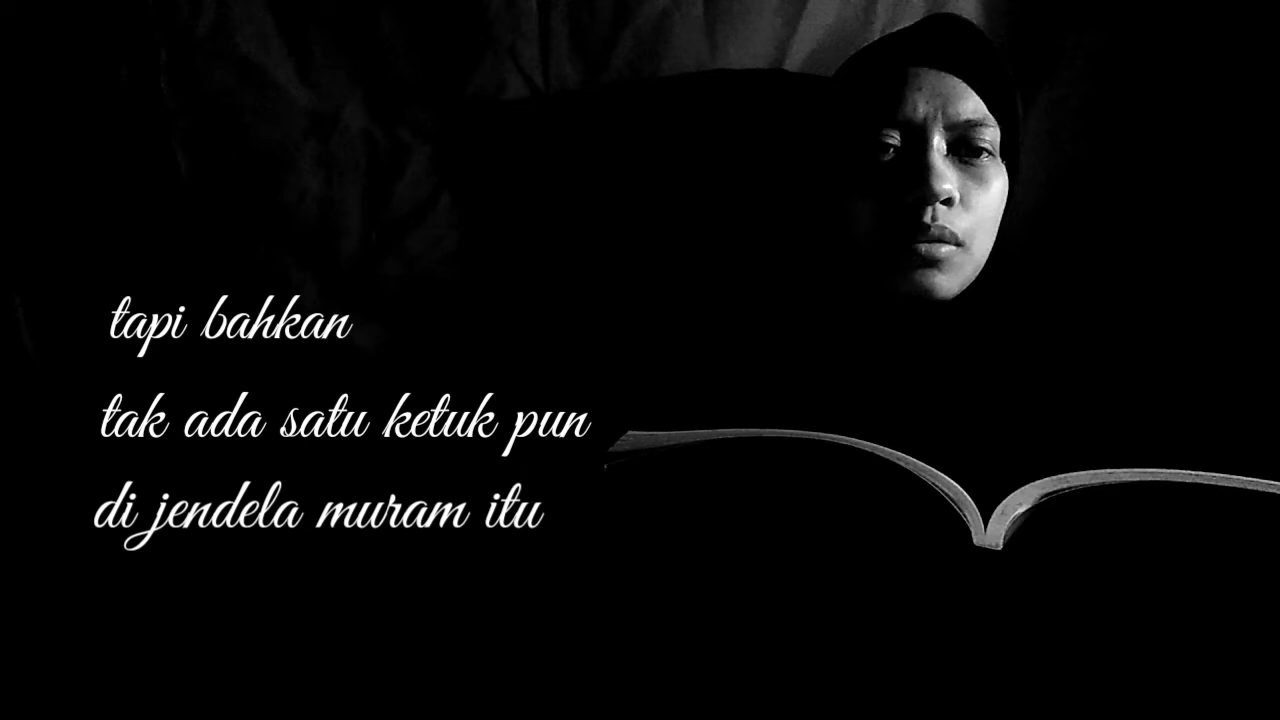 tapi bahkan
tak ada satu ketuk pun
di jendela muram itu